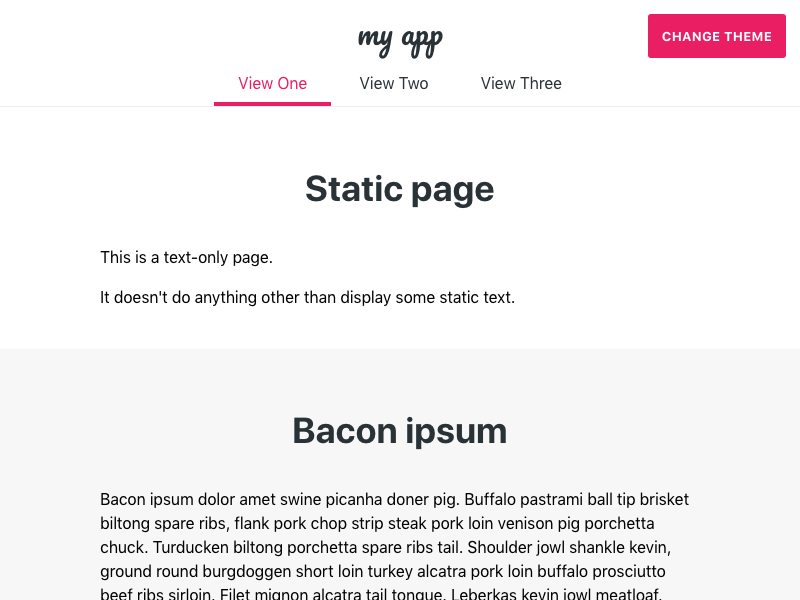 my app
CHANGE THEME
View One
View Two
View Three
Static page
This is a text-only page.
It doesn't do anything other than display some static text.
Bacon ipsum
Bacon ipsum dolor amet swine picanha doner pig. Buffalo pastrami ball tip brisket
biltong spare ribs, flank pork chop strip steak pork loin venison pig porchetta
chuck. Turducken biltong porchetta spare ribs tail. Shoulder jowl shankle kevin,
ground round burgdoggen short loin turkey alcatra pork loin buffalo prosciutto
beef ribs sirloin. Filet mignon alcatra tail tongue. Leberkas kevin jowl meatloaf,